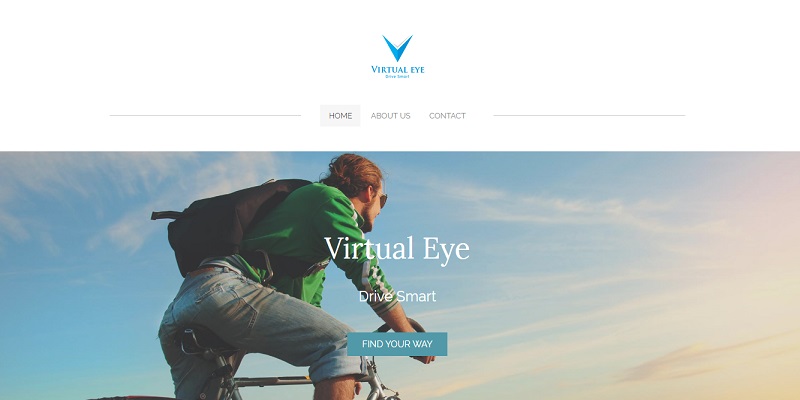 VIRTUAL EYE
Drive Smart
HOME ABOUT US CONTACT
Virtual Eye
Drive Smart
FIND YOUR WAY